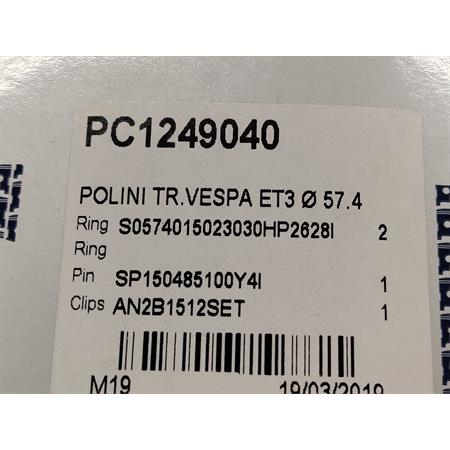 PC1249040
POLINI TR.VESPA ET3 Ø 57.4
Ring S0574015023030HP2628I 2
Ring
Pin SP150485100Y4I 1
Clips AN2B1512SET 1
M19 19/03/2019